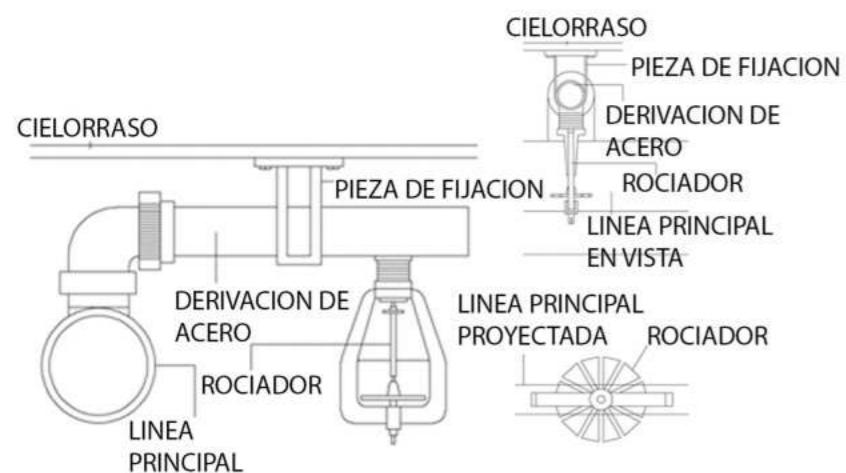 CIELORRASO
PIEZA DE FIJACION
DERIVACION DE
ACERO
ROCIADOR
LINEA
PRINCIPAL
CIELORRASO
PIEZA DE FIJACION
DERIVACION DE
ACERO
ROCIADOR
LINEA PRINCIPAL
EN VISTA
LINEA PRINCIPAL
PROYECTADA
ROCIADOR